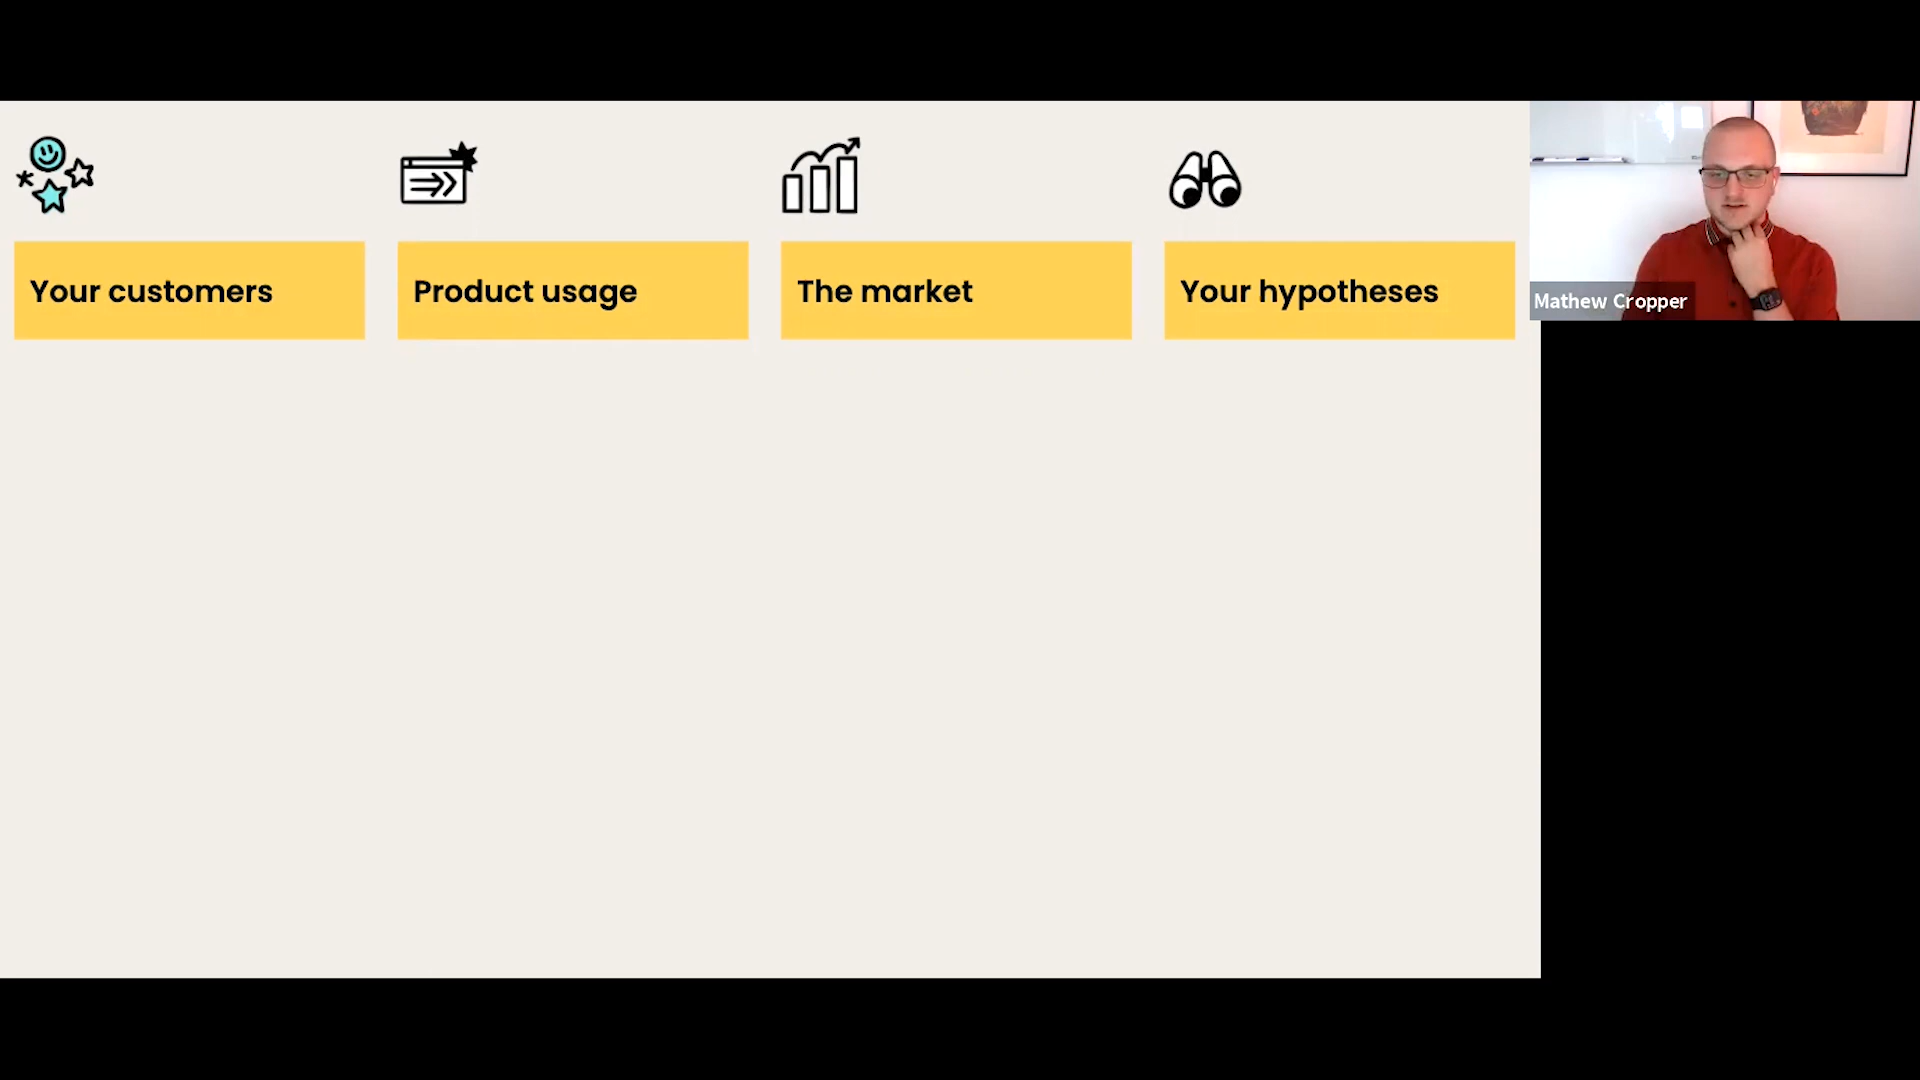 Your customers
Product usage
The market
Your hypotheses
Mathew Cropper